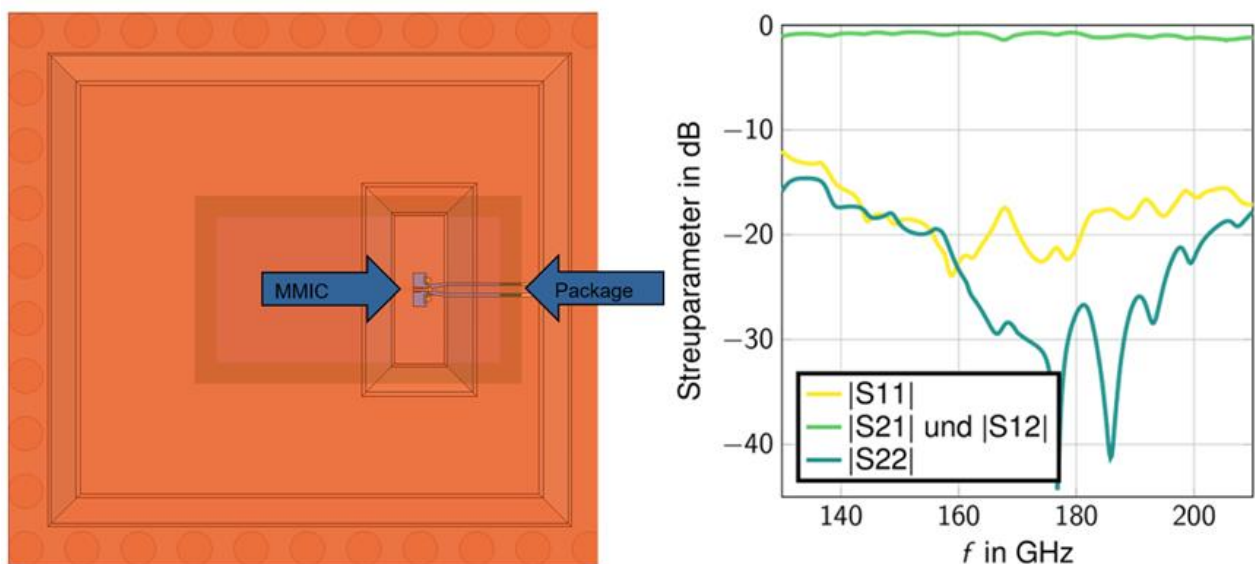 MMIC
Package
Streuparameter in dB
0
−10
−20
−30
−40
|S11|
|S21| und |S12|
|S22|
140 160 180 200
f in GHz